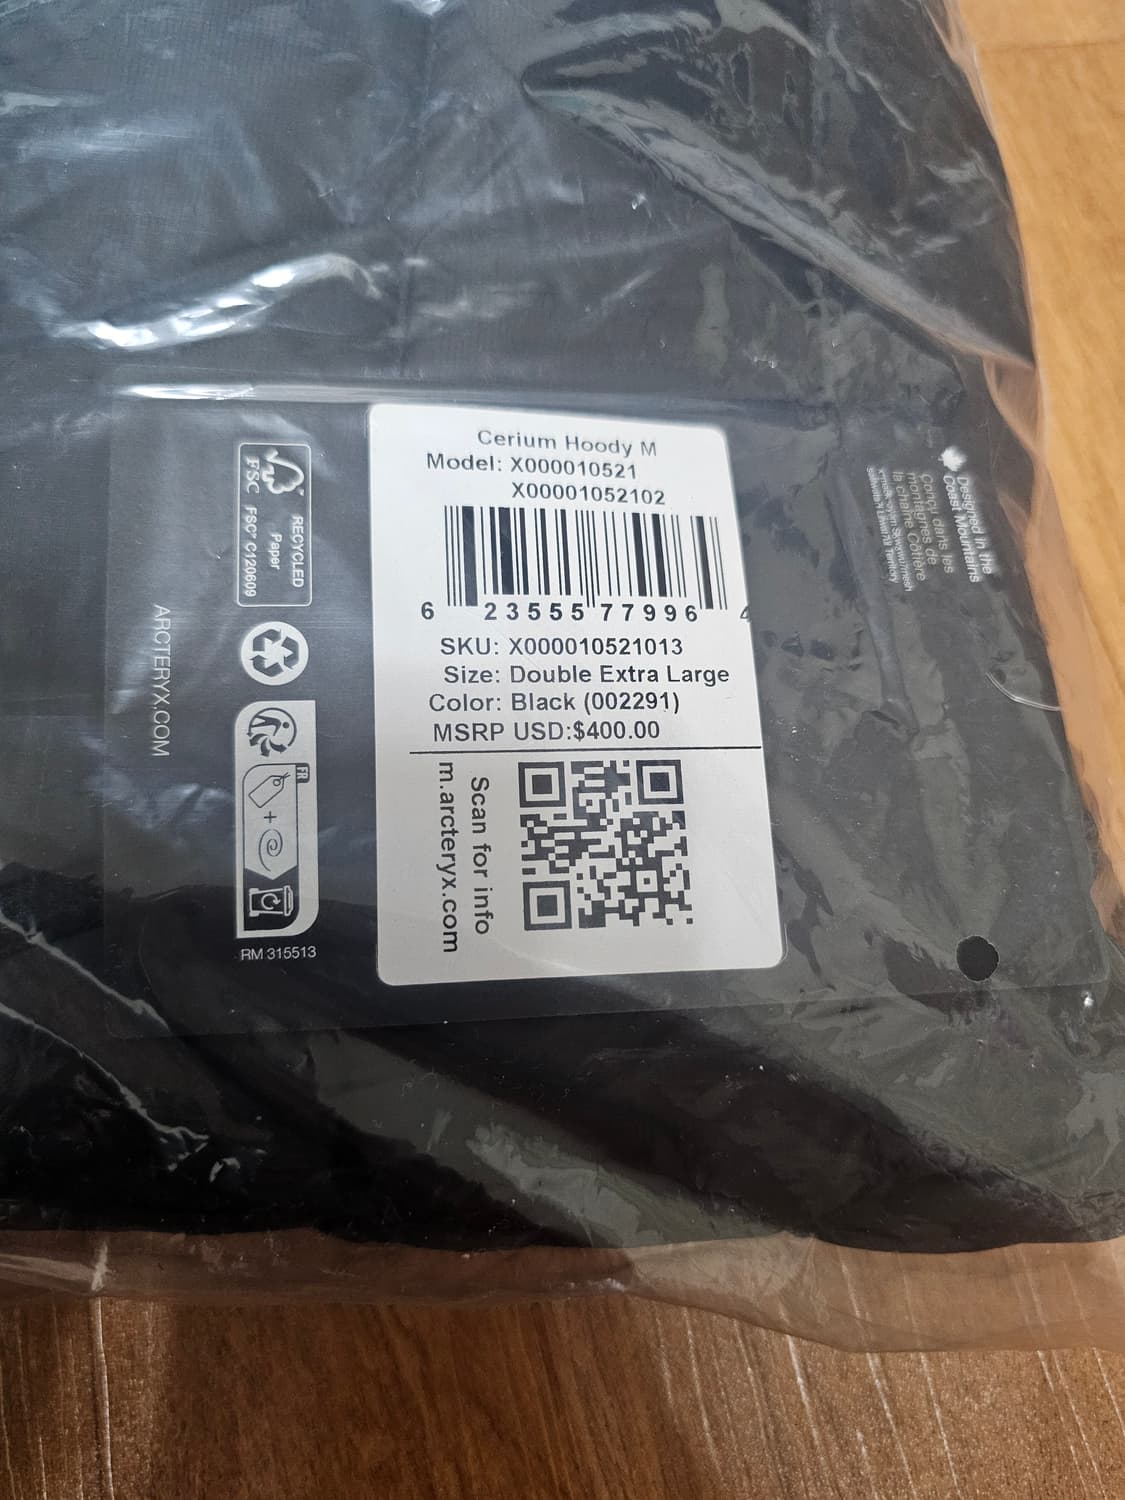 Cerium Hoody M
Model: X000010521
X00001052102
6 23555 77996 4
SKU: X000010521013
Size: Double Extra Large
Color: Black (002291)
MSRP USD:$400.00
Scan for info
m.arcteryx.com
RECYCLED
Paper
FSC FSC® C120609
FR
+
RM 315513
ARCTERYX.COM
Designed in the
Coast Mountains
Conçu dans les
montagnes de
la chaîne Côtière
Territory